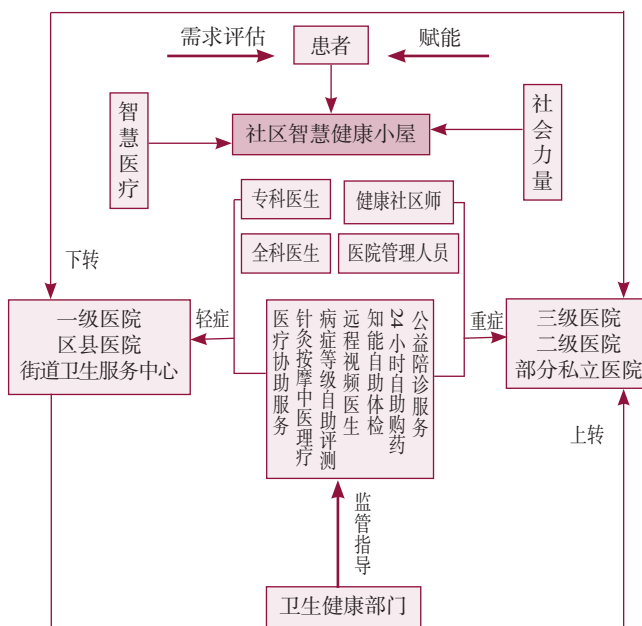 需求评估
患者
赋能
智慧医疗
社区智慧健康小屋
社会力量
专科医生
健康社区师
全科医生
医院管理人员
下转
一级医院
区县医院
街道卫生服务中心
轻症
医疗协助服务
针灸按摩中医理疗
病症等级自助评测
远程视频医生
知能自助体检
24小时自助购药
公益陪诊服务
重症
三级医院
二级医院
部分私立医院
上转
监管指导
卫生健康部门